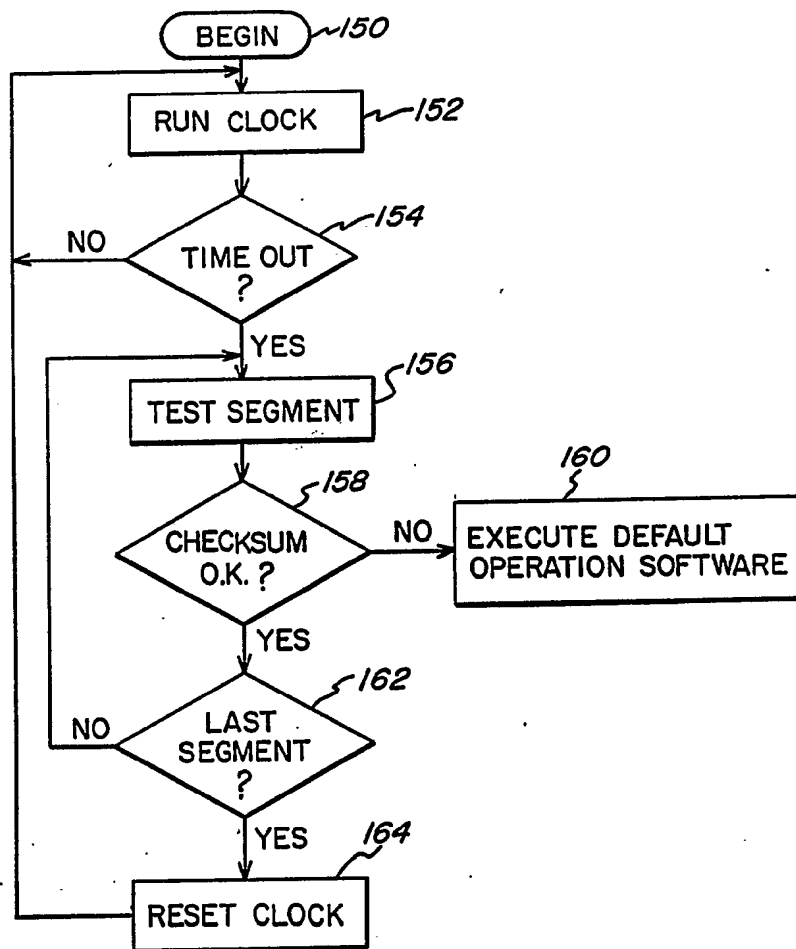 BEGIN
150
RUN CLOCK
152
154
NO
TIME OUT
?
YES
156
TEST SEGMENT
158
160
CHECKSUM
O.K. ?
NO
EXECUTE DEFAULT
OPERATION SOFTWARE
YES
162
NO
LAST
SEGMENT
?
YES
164
RESET CLOCK